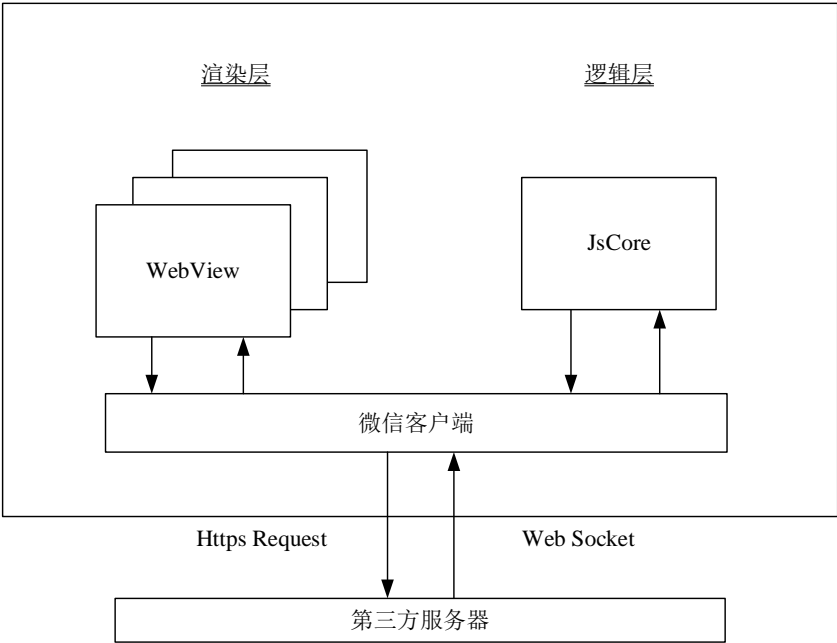 渲染层
逻辑层
WebView
JsCore
微信客户端
Https Request
Web Socket
第三方服务器